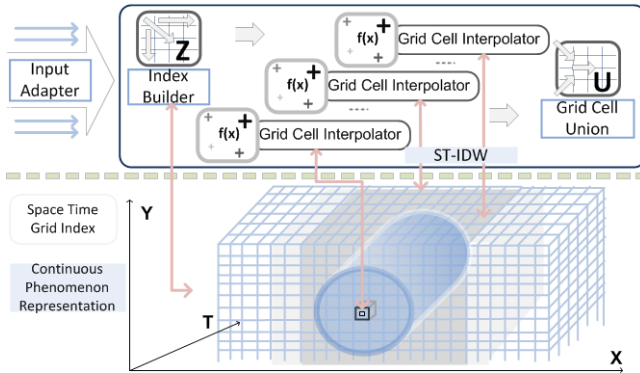 Input
Adapter
Z
Index
Builder
f(x)
Grid Cell Interpolator
.....
f(x)
Grid Cell Interpolator
.....
f(x)
Grid Cell Interpolator
U
Grid Cell
Union
ST-IDW
Space Time
Grid Index
Continuous
Phenomenon
Representation
Y
T
X